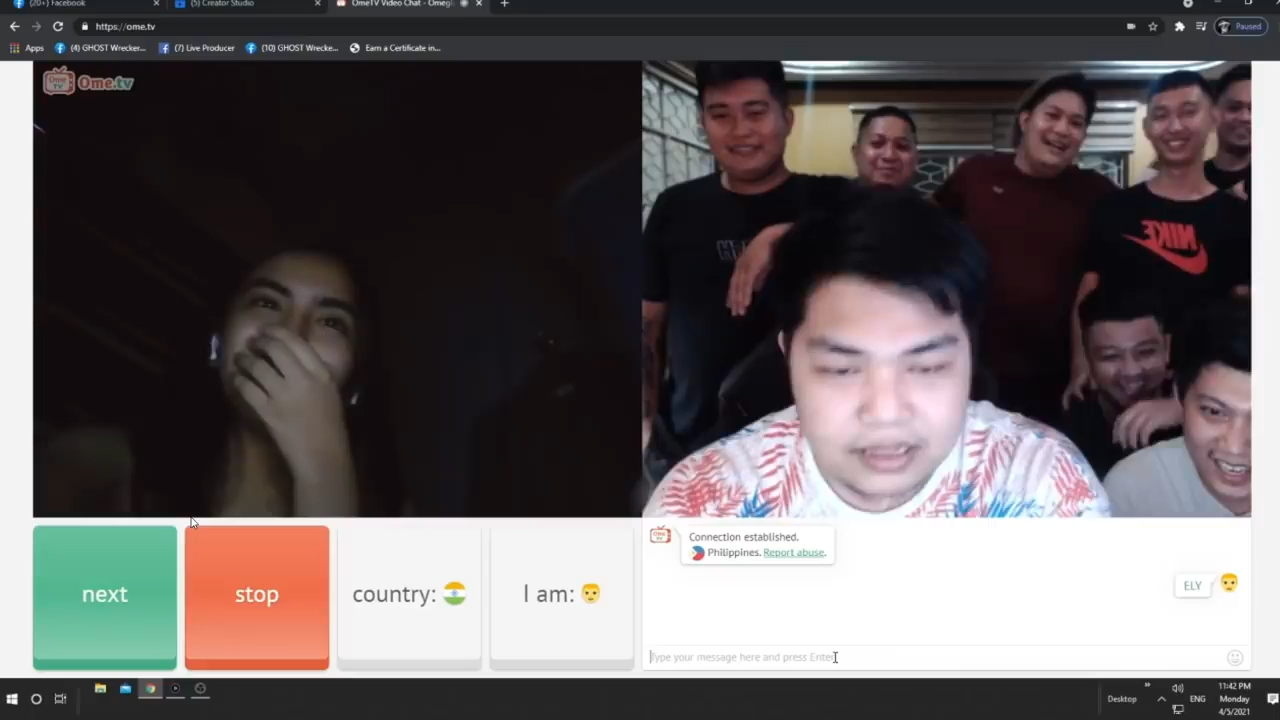 (20+) Facebook
(5) Creator Studio
OmeTV Video Chat - Omegl
https://ome.tv
Paused
Apps
(4) GHOST Wrecker...
(7) Live Producer
(10) GHOST Wrecke...
Earn a Certificate in...
Ome TV
Ome.tv
NIKE
next
stop
country:
I am:
Connection established.
Philippines. Report abuse.
ELY
Type your message here and press Enter
Desktop
ENG
11:42 PM
Monday
4/5/2021